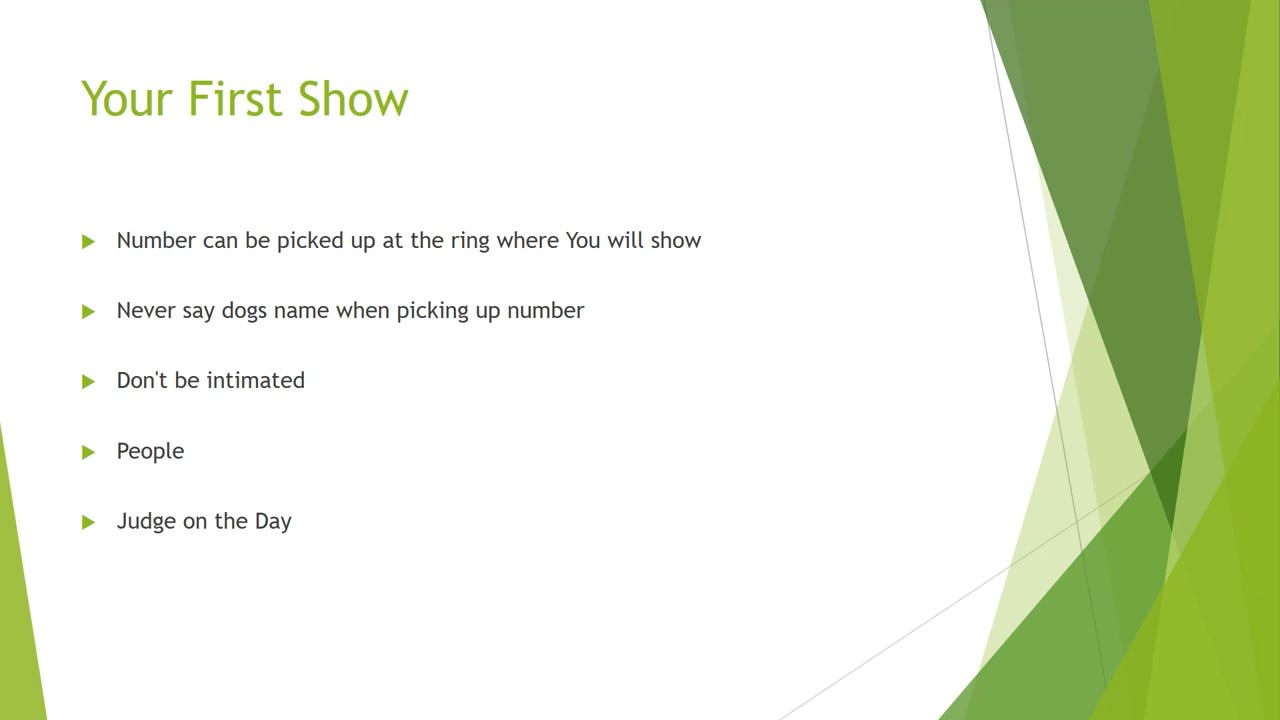 Your First Show
Number can be picked up at the ring where You will show
Never say dogs name when picking up number
Don't be intimated
People
Judge on the Day